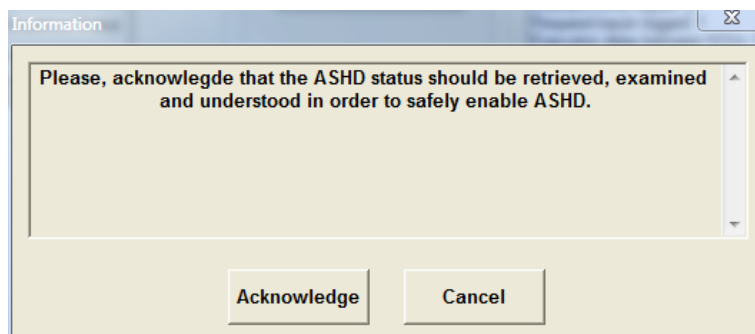 Information
Please, acknowlegde that the ASHD status should be retrieved, examined
and understood in order to safely enable ASHD.
Acknowledge
Cancel